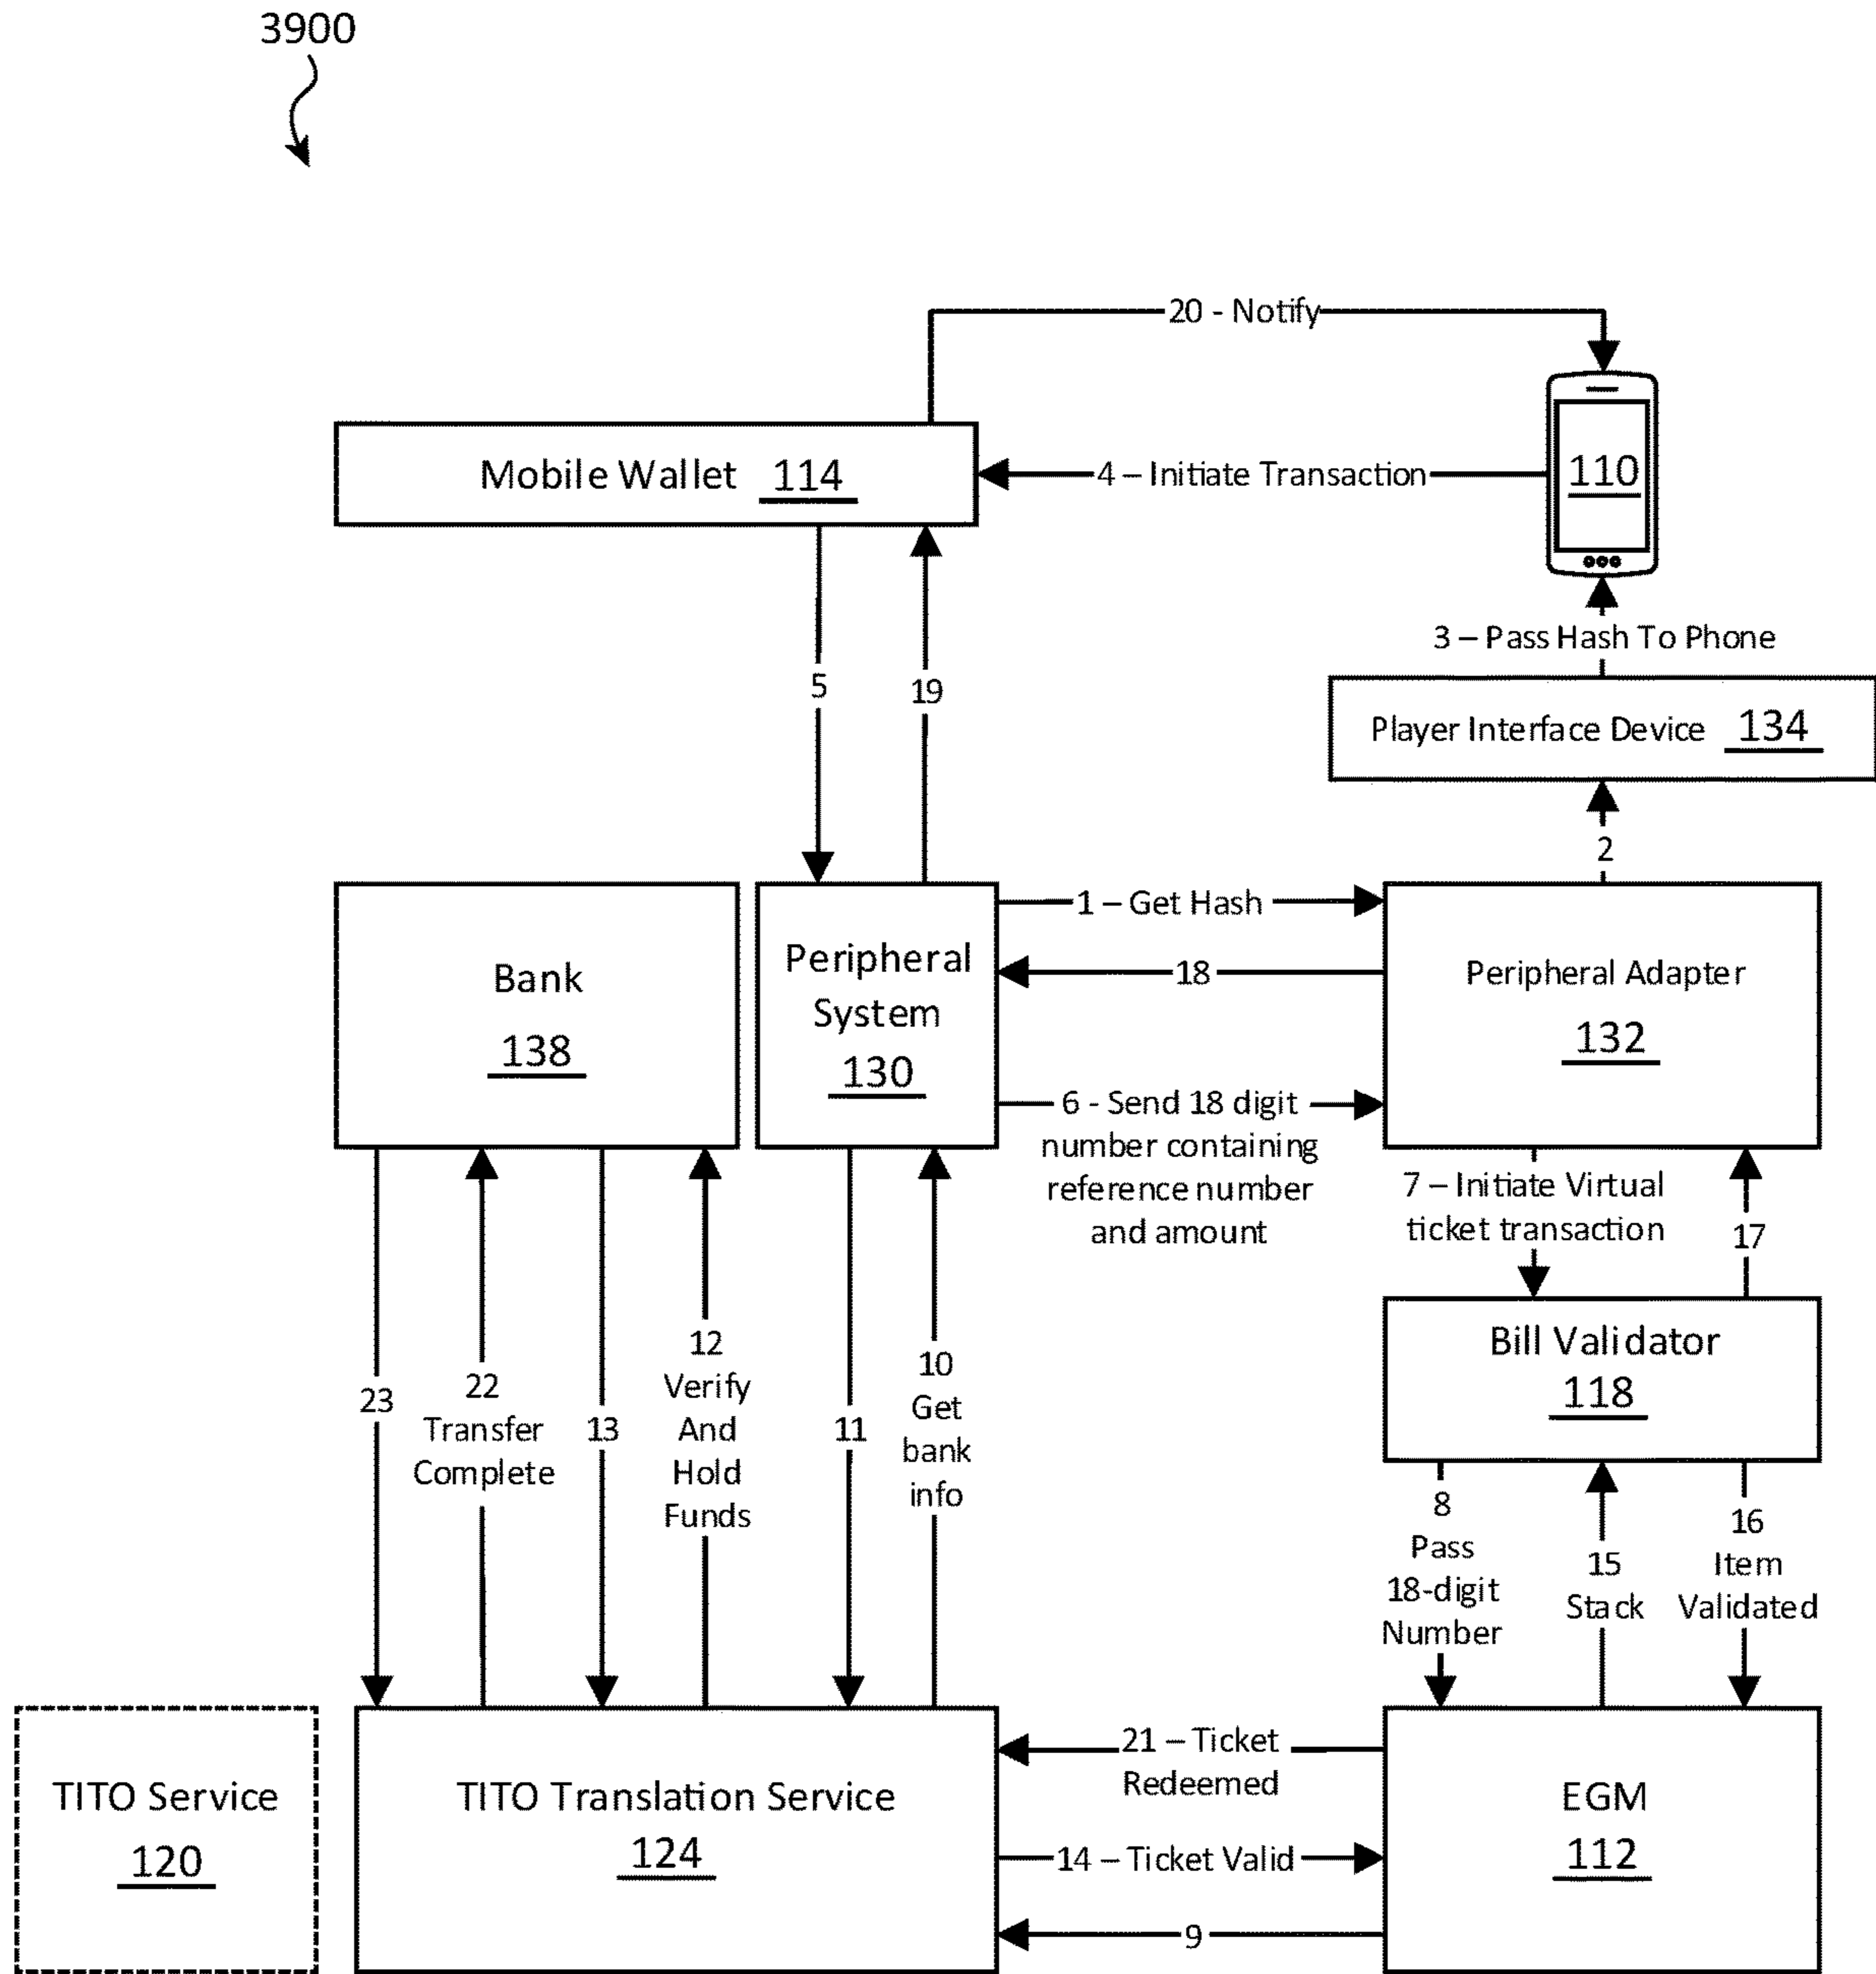 3900
20 - Notify
Mobile Wallet 114
4 – Initiate Transaction
110
3 – Pass Hash To Phone
5
19
Player Interface Device 134
2
Bank
138
Peripheral
System
130
1 – Get Hash
18
6 - Send 18 digit
number containing
reference number
and amount
Peripheral Adapter
132
7 – Initiate Virtual
ticket transaction
17
Bill Validator
118
23
22
Transfer
Complete
13
12
Verify
And
Hold
Funds
11
10
Get
bank
info
8
Pass
18-digit
Number
15
Stack
16
Item
Validated
TITO Service
120
TITO Translation Service
124
21 – Ticket
Redeemed
14 – Ticket Valid
9
EGM
112